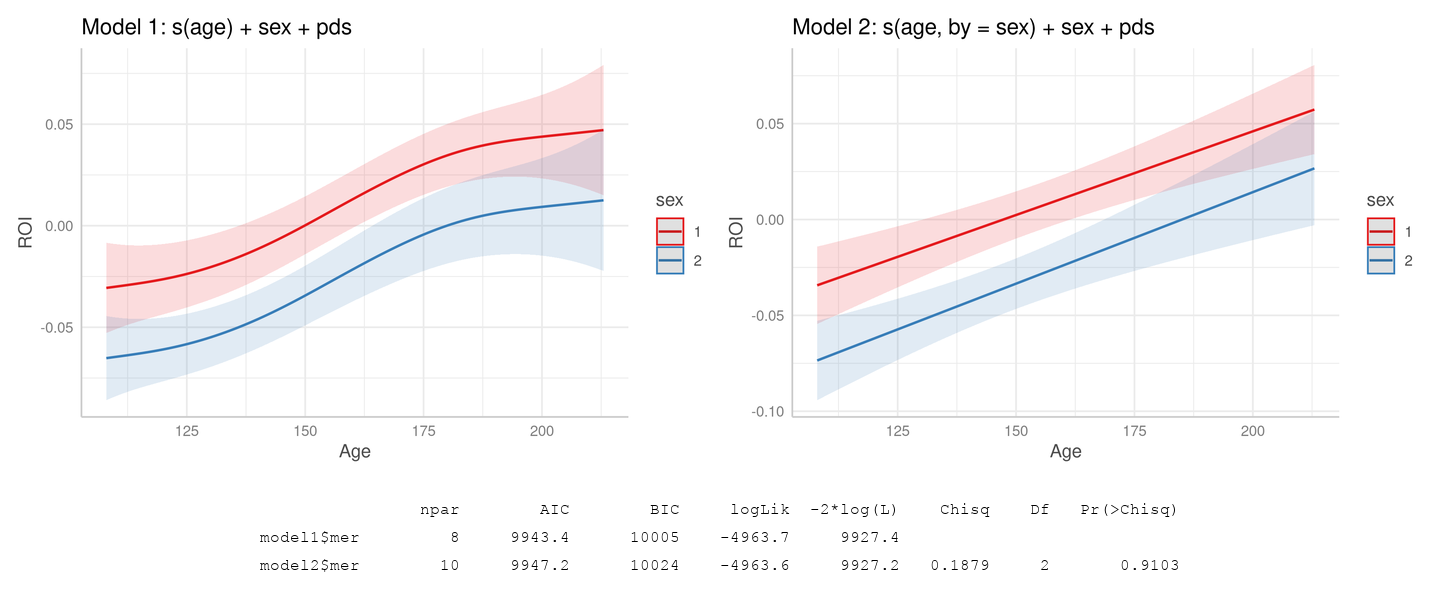 Model 1: s(age) + sex + pds
0.05
0.00
-0.05
ROI
125 150 175 200
Age
sex
1
2
Model 2: s(age, by = sex) + sex + pds
0.05
0.00
-0.05
-0.10
ROI
125 150 175 200
Age
sex
1
2
npar AIC BIC logLik -2*log(L) Chisq Df Pr(>Chisq)
model1$mer 8 9943.4 10005 -4963.7 9927.4
model2$mer 10 9947.2 10024 -4963.6 9927.2 0.1879 2 0.9103